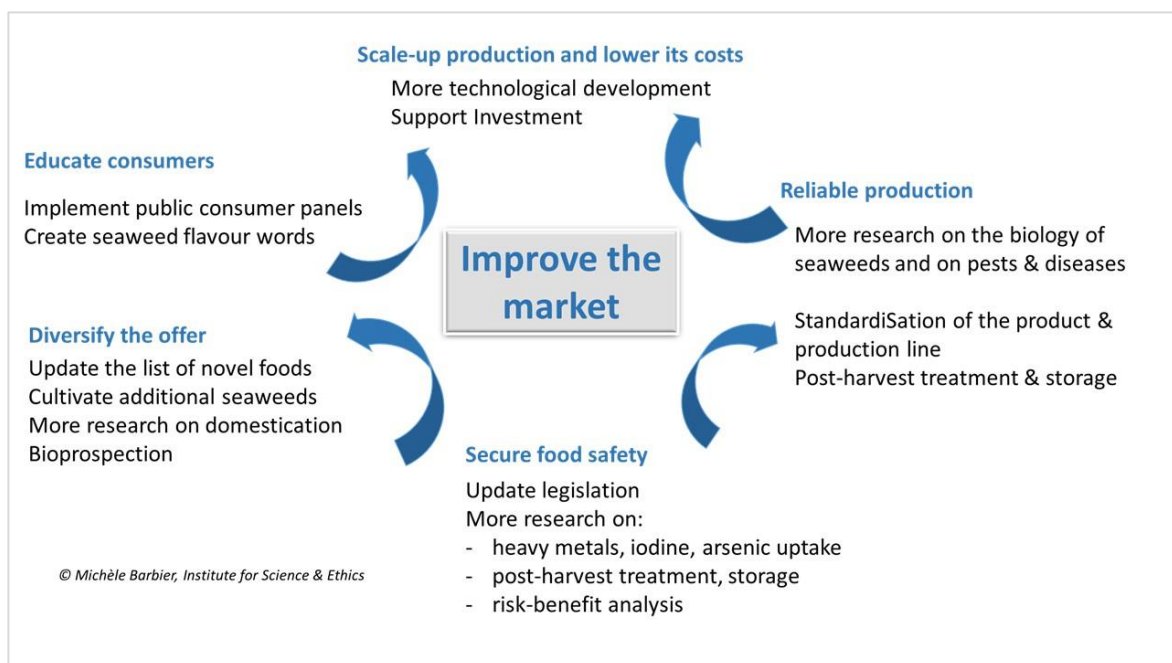 Scale-up production and lower its costs
More technological development
Support Investment
Educate consumers
Implement public consumer panels
Create seaweed flavour words
Reliable production
More research on the biology of
seaweeds and on pests & diseases
StandardiSation of the product &
production line
Post-harvest treatment & storage
Improve the
market
Diversify the offer
Update the list of novel foods
Cultivate additional seaweeds
More research on domestication
Bioprospection
Secure food safety
Update legislation
More research on:
- heavy metals, iodine, arsenic uptake
- post-harvest treatment, storage
- risk-benefit analysis
© Michèle Barbier, Institute for Science & Ethics